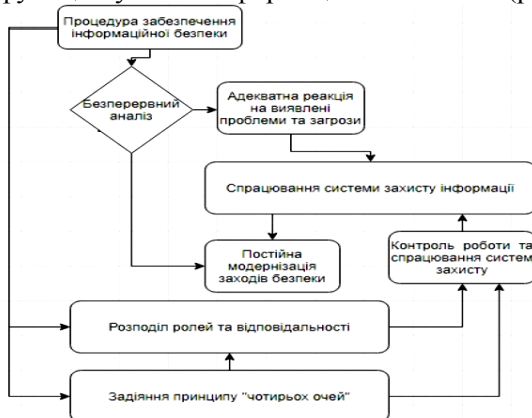 Процедура забезпечення
інформаційної безпеки
Безперервний
аналіз
Адекватна реакція
на виявлені
проблеми та загрози
Спрацювання системи захисту інформації
Постійна
модернізація
заходів безпеки
Контроль роботи та
спрацювання систем
захисту
Розподіл ролей та відповідальності
Задіяння принципу "чотирьох очей"